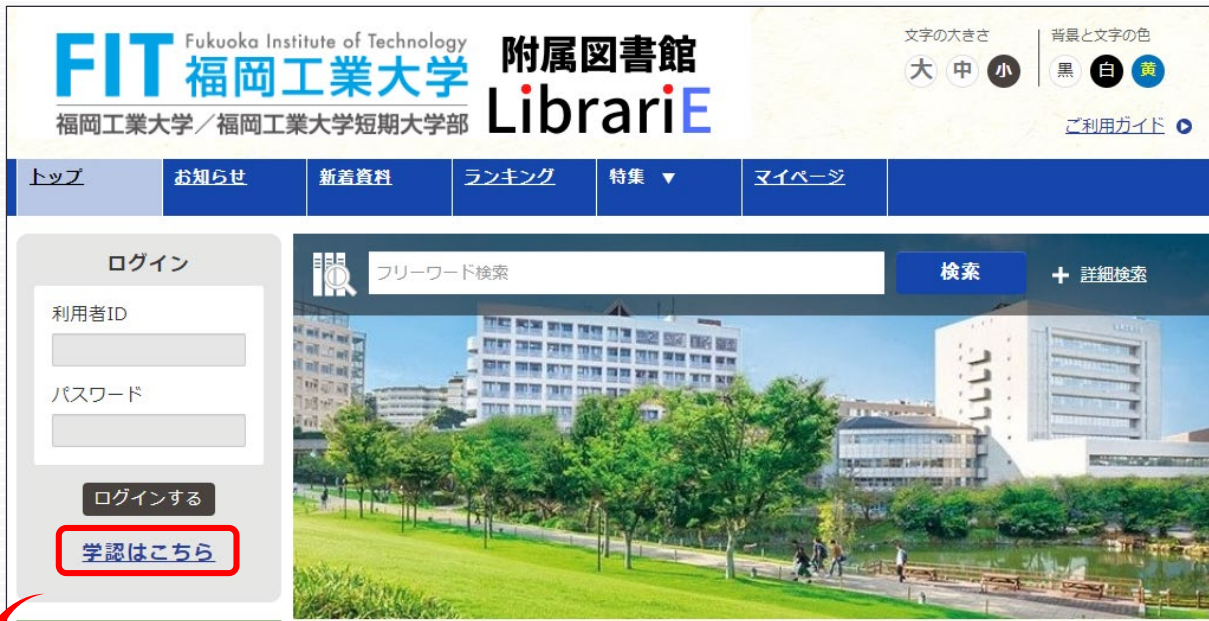 FIT Fukuoka Institute of Technology
福岡工業大学
福岡工業大学/福岡工業大学短期大学部
附属図書館
LibrariE
文字の大きさ
大 中 小
背景と文字の色
黒 白 黄
ご利用ガイド
トップ お知らせ 新着資料 ランキング 特集 ▼ マイページ
ログイン
利用者ID
パスワード
ログインする
学認はこちら
フリーワード検索 検索 + 詳細検索